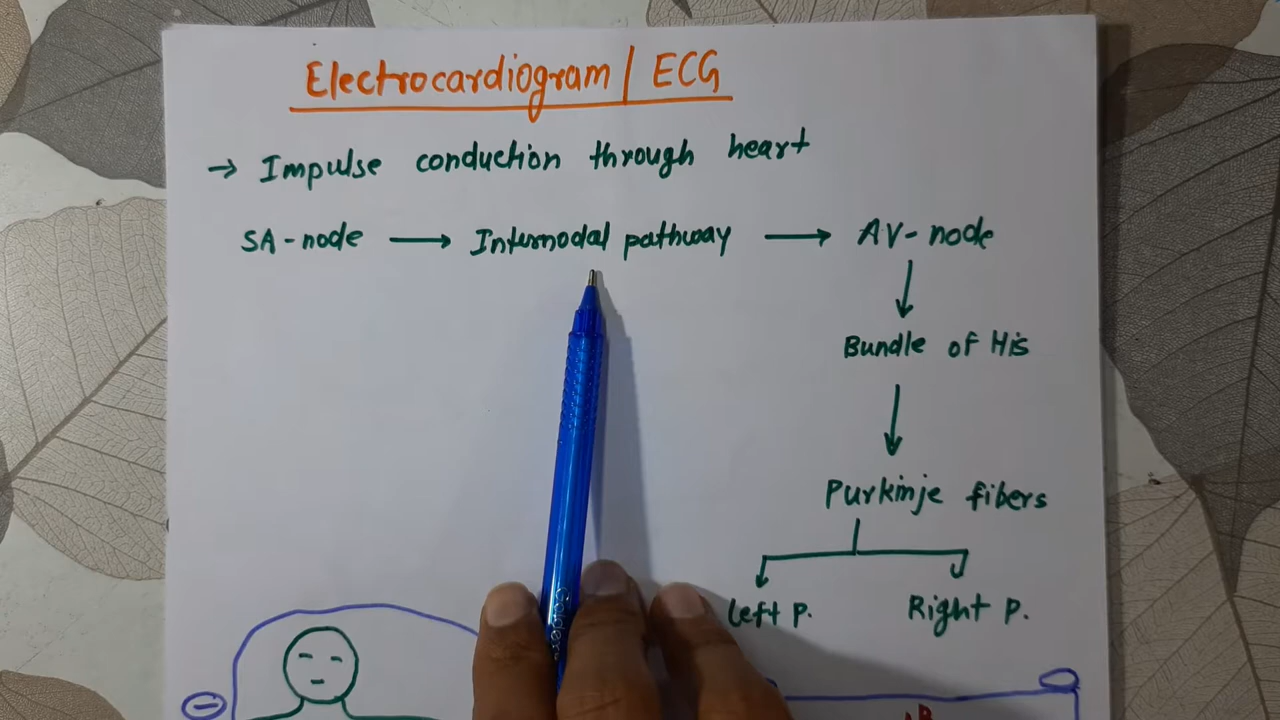 Electrocardiogram / ECG
→ Impulse conduction through heart
SA-node → Internodal pathway → AV-node
Bundle of His
Purkinje fibers
Left P. Right P.